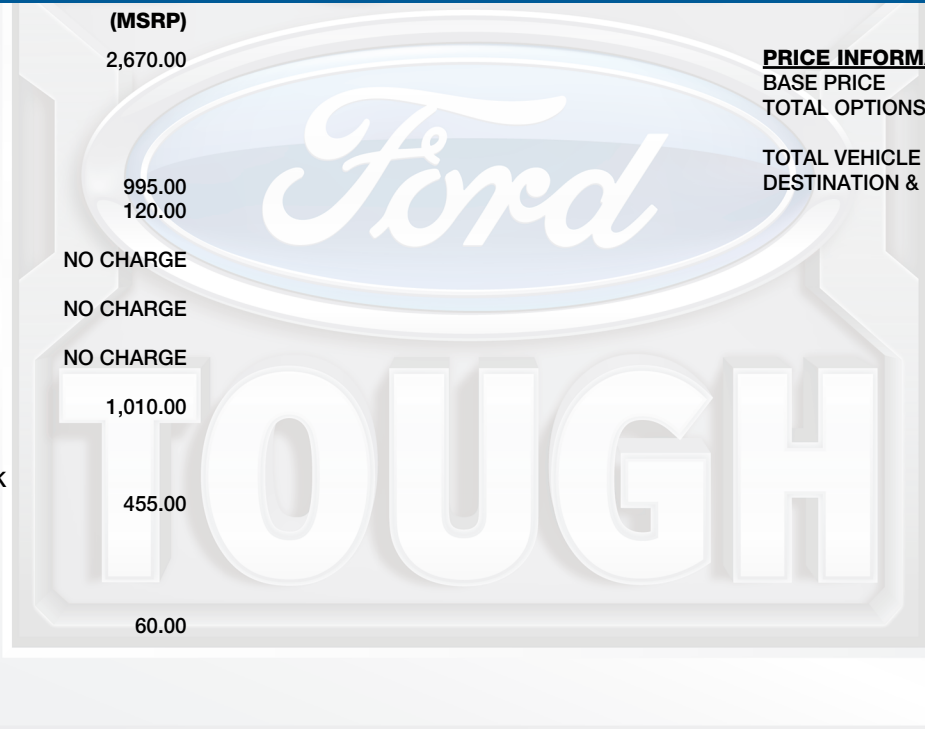 (MSRP)
2,670.00
995.00
120.00
NO CHARGE
NO CHARGE
NO CHARGE
1,010.00
455.00
60.00
PRICE INFORMA
BASE PRICE
TOTAL OPTIONS
TOTAL VEHICLE
DESTINATION &
Ford
TOUGH